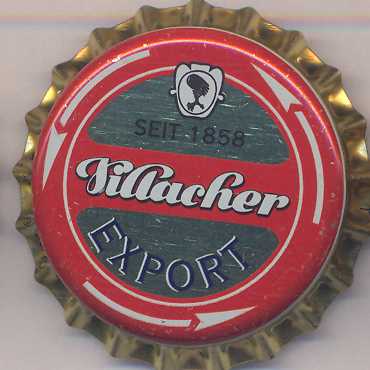 SEIT 1858
Villacher
EXPORT